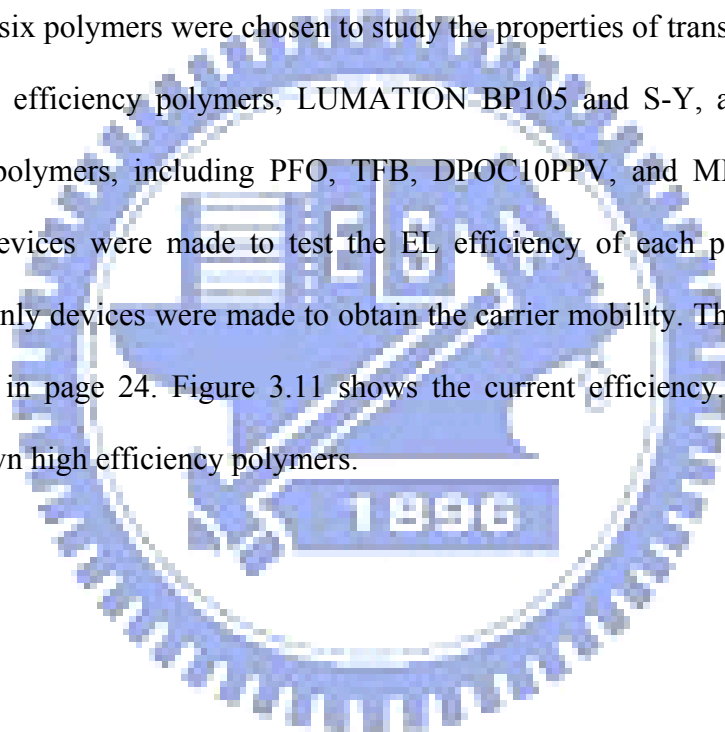 six polymers were chosen to study the properties of trans
efficiency polymers, LUMATION BP105 and S-Y, a
polymers, including PFO, TFB, DPOC10PPV, and M
evices were made to test the EL efficiency of each p
nly devices were made to obtain the carrier mobility. Th
in page 24. Figure 3.11 shows the current efficiency.
wn high efficiency polymers.
1896